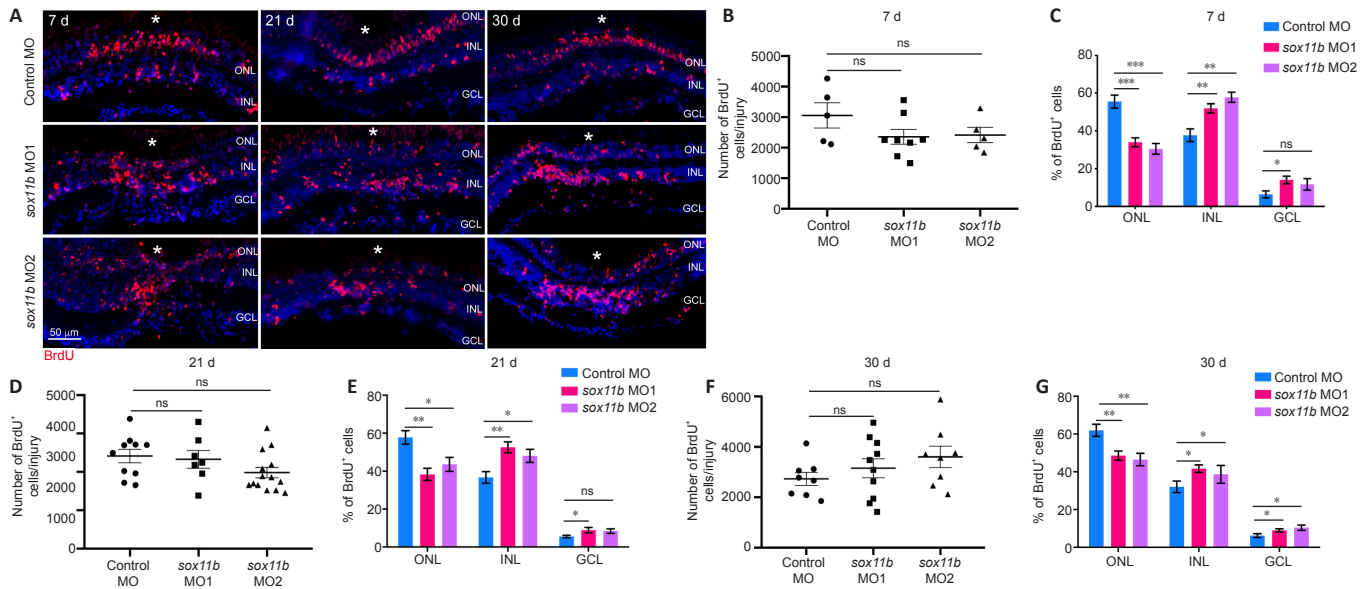 A
7 d
21 d
30 d
Control MO
sox11b MO1
sox11b MO2
*
*
*
ONL
INL
ONL
INL
GCL
ONL
INL
GCL
*
*
*
ONL
INL
GCL
ONL
INL
GCL
ONL
INL
GCL
*
*
*
ONL
INL
GCL
ONL
INL
GCL
ONL
INL
GCL
50 μm
BrdU
B
7 d
Number of BrdU⁺
cells/injury
5000
4000
3000
2000
1000
0
ns
ns
Control
MO
sox11b
MO1
sox11b
MO2
C
7 d
Control MO
sox11b MO1
sox11b MO2
% of BrdU⁺ cells
80
60
40
20
0
***
***
**
**
ns
*
ONL
INL
GCL
D
21 d
Number of BrdU⁺
cells/injury
5000
4000
3000
2000
1000
0
ns
ns
Control
MO
sox11b
MO1
sox11b
MO2
E
21 d
Control MO
sox11b MO1
sox11b MO2
% of BrdU⁺ cells
80
60
40
20
0
*
**
*
**
ns
*
ONL
INL
GCL
F
30 d
Number of BrdU⁺
cells/injury
8000
6000
4000
2000
0
ns
ns
Control
MO
sox11b
MO1
sox11b
MO2
G
30 d
Control MO
sox11b MO1
sox11b MO2
% of BrdU⁺ cells
80
60
40
20
0
**
**
*
*
*
*
ONL
INL
GCL